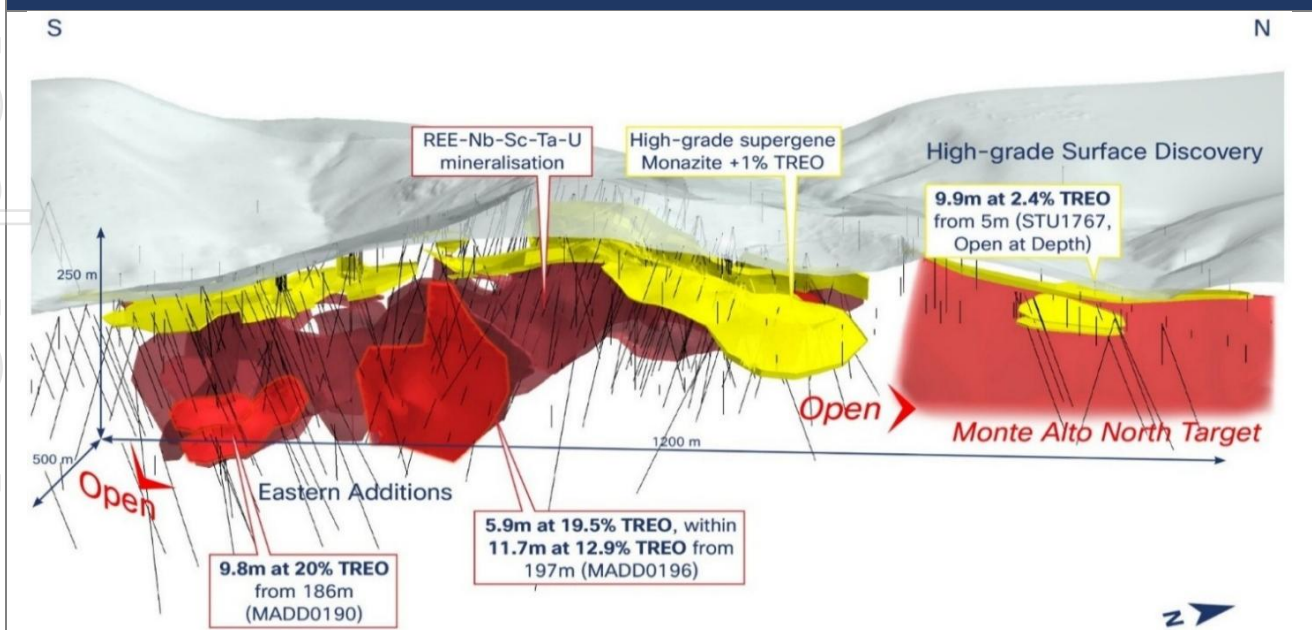 S
N
REE-Nb-Sc-Ta-U
mineralisation
High-grade supergene
Monazite +1% TREO
High-grade Surface Discovery
9.9m at 2.4% TREO
from 5m (STU1767,
Open at Depth)
250 m
Open
Monte Alto North Target
1200 m
500 m
Open
Eastern Additions
5.9m at 19.5% TREO, within
11.7m at 12.9% TREO from
197m (MADD0196)
9.8m at 20% TREO
from 186m
(MADD0190)
N